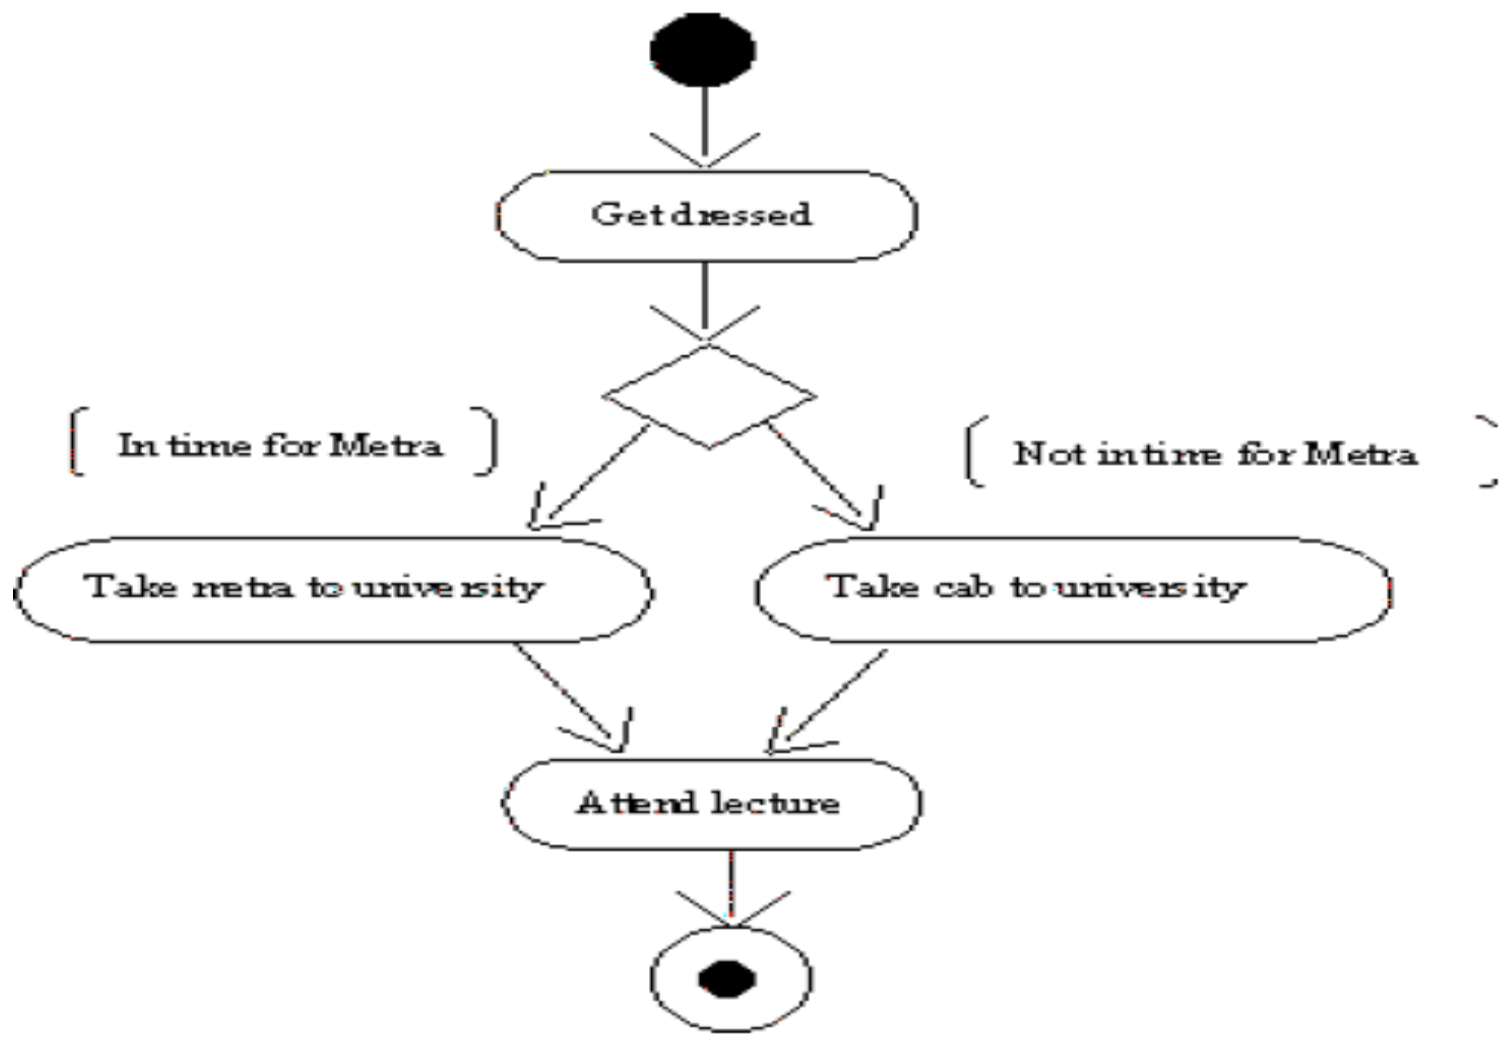 Get dressed
[ In time for Metra ]
[ Not in time for Metra ]
Take metra to university
Take cab to university
Attend lecture